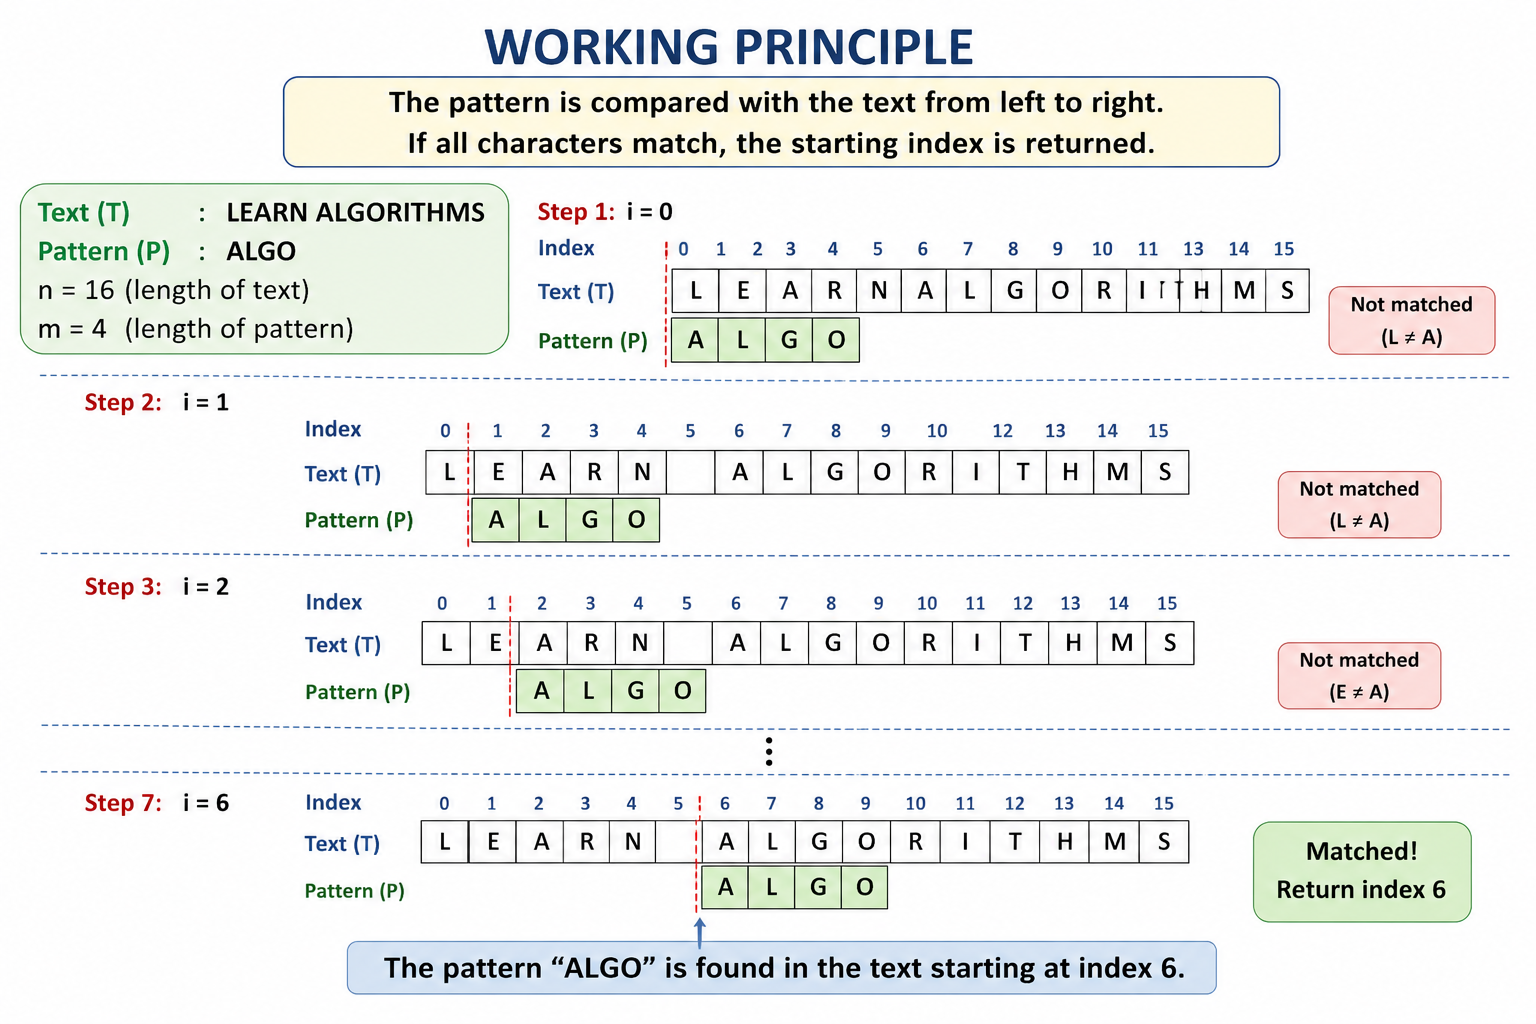 WORKING PRINCIPLE
The pattern is compared with the text from left to right.
If all characters match, the starting index is returned.
Text (T) : LEARN ALGORITHMS
Pattern (P) : ALGO
n = 16 (length of text)
m = 4 (length of pattern)
Step 1: i = 0
Index 0 1 2 3 4 5 6 7 8 9 10 11 13 14 15
Text (T) L E A R N A L G O R I T H M S
Pattern (P) A L G O
Not matched
(L ≠ A)
Step 2: i = 1
Index 0 1 2 3 4 5 6 7 8 9 10 12 13 14 15
Text (T) L E A R N A L G O R I T H M S
Pattern (P) A L G O
Not matched
(L ≠ A)
Step 3: i = 2
Index 0 1 2 3 4 5 6 7 8 9 10 11 12 13 14 15
Text (T) L E A R N A L G O R I T H M S
Pattern (P) A L G O
Not matched
(E ≠ A)
Step 7: i = 6
Index 0 1 2 3 4 5 6 7 8 9 10 11 12 13 14 15
Text (T) L E A R N A L G O R I T H M S
Pattern (P) A L G O
Matched!
Return index 6
The pattern “ALGO” is found in the text starting at index 6.